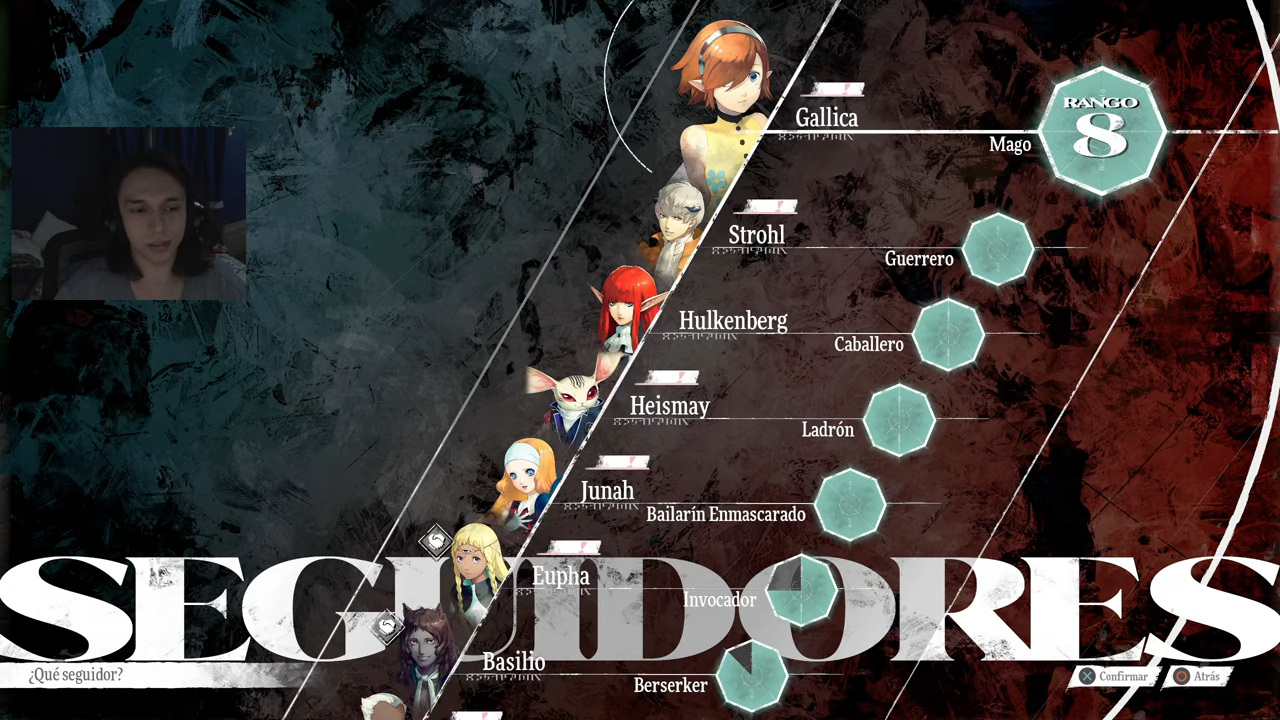 Gallica
RANGO
8
Mago
Strohl
Guerrero
Hulkenberg
Caballero
Heismay
Ladrón
Junah
Bailarín Enmascarado
Eupha
Invocador
SEGUIDORES
Basilio
Berserker
¿Qué seguidor?
Confirmar
Atrás